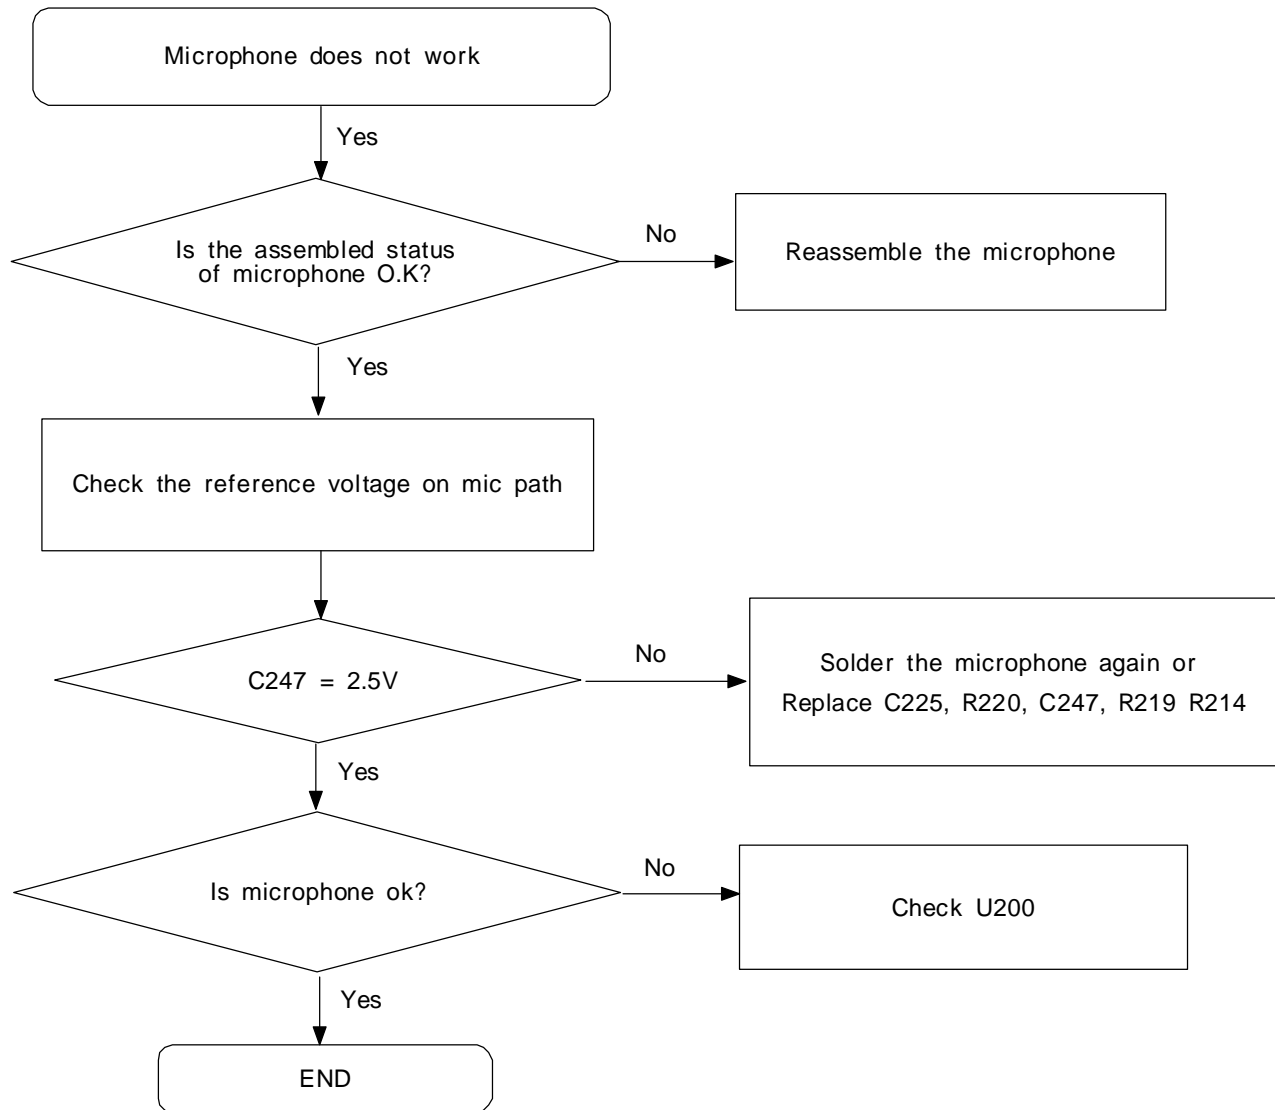 Microphone does not work
Yes
Is the assembled status
of microphone O.K?
No
Reassemble the microphone
Yes
Check the reference voltage on mic path
C247 = 2.5V
No
Solder the microphone again or
Replace C225, R220, C247, R219 R214
Yes
Is microphone ok?
No
Check U200
Yes
END